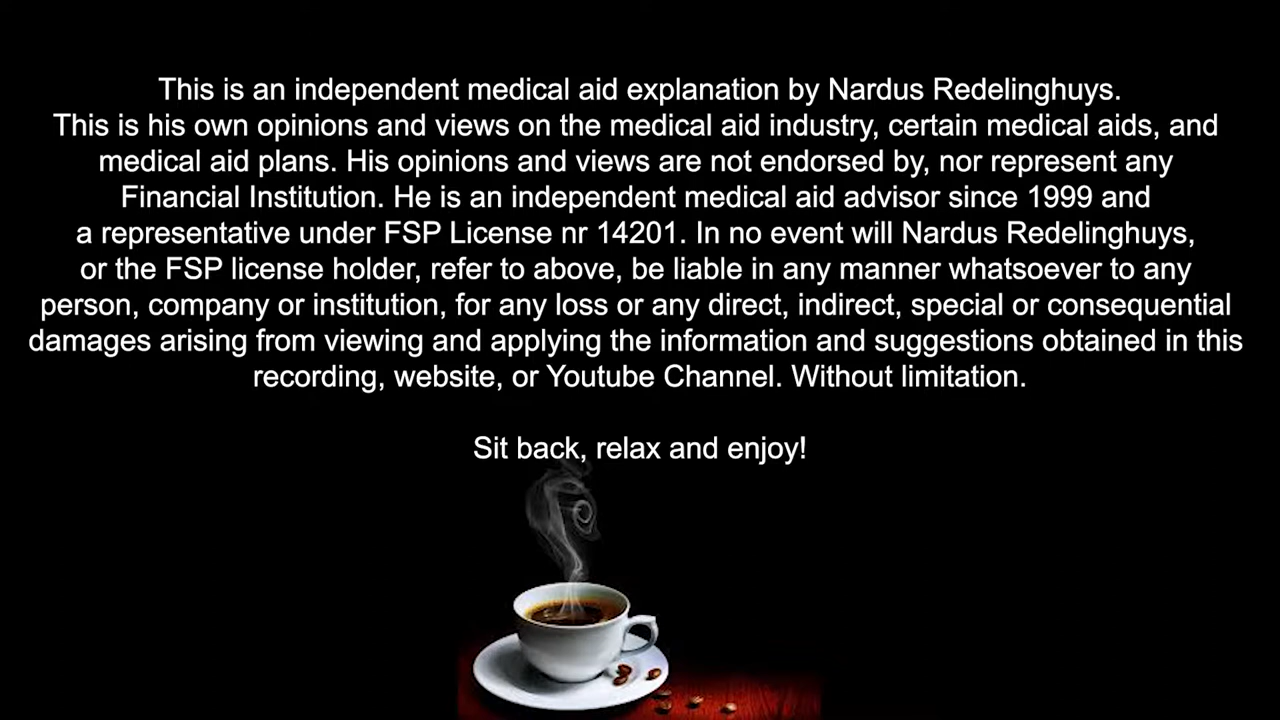 This is an independent medical aid explanation by Nardus Redelinghuys.
This is his own opinions and views on the medical aid industry, certain medical aids, and
medical aid plans. His opinions and views are not endorsed by, nor represent any
Financial Institution. He is an independent medical aid advisor since 1999 and
a representative under FSP License nr 14201. In no event will Nardus Redelinghuys,
or the FSP license holder, refer to above, be liable in any manner whatsoever to any
person, company or institution, for any loss or any direct, indirect, special or consequential
damages arising from viewing and applying the information and suggestions obtained in this
recording, website, or Youtube Channel. Without limitation.
Sit back, relax and enjoy!